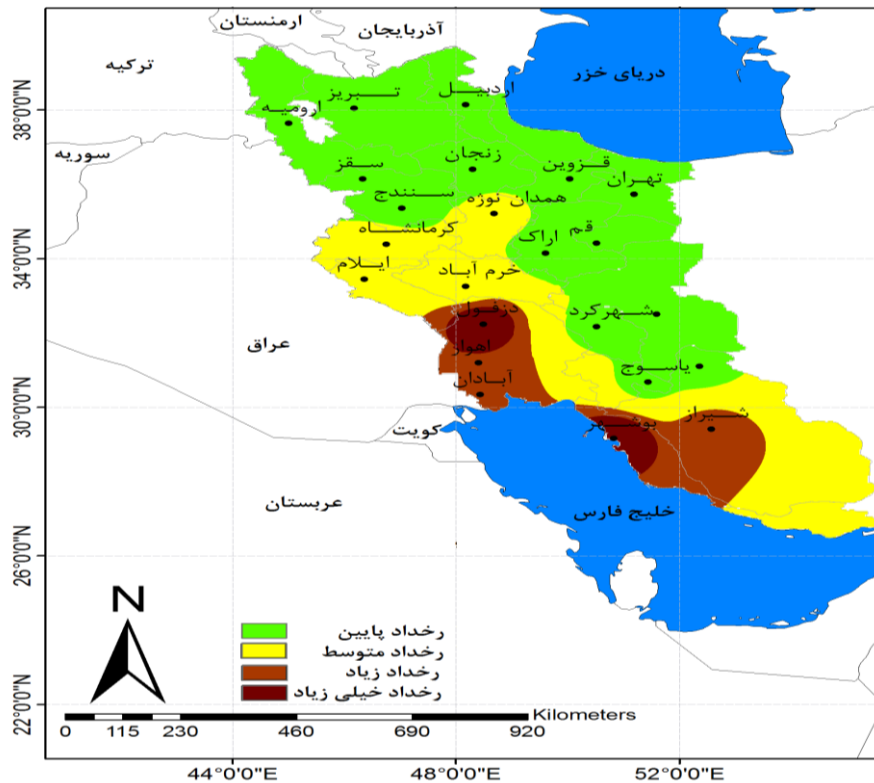 ارمنستان
آذربایجان
ترکیه
دریای خزر
سوریه
عراق
کویت
عربستان
خلیج فارس
اردبیل
تبریز
ارومیه
زنجان
قزوین
سقز
تهران
سنندج
همدان نوژه
قم
اراک
کرمانشاه
خرم آباد
ایلام
دزفول
شهرکرد
اهواز
یاسوج
آبادان
شیراز
بوشهر
38°0'0"N
34°0'0"N
30°0'0"N
26°0'0"N
22°0'0"N
N
رخداد پایین
رخداد متوسط
رخداد زیاد
رخداد خیلی زیاد
Kilometers
0 115 230 460 690 920
44°0'0"E 48°0'0"E 52°0'0"E